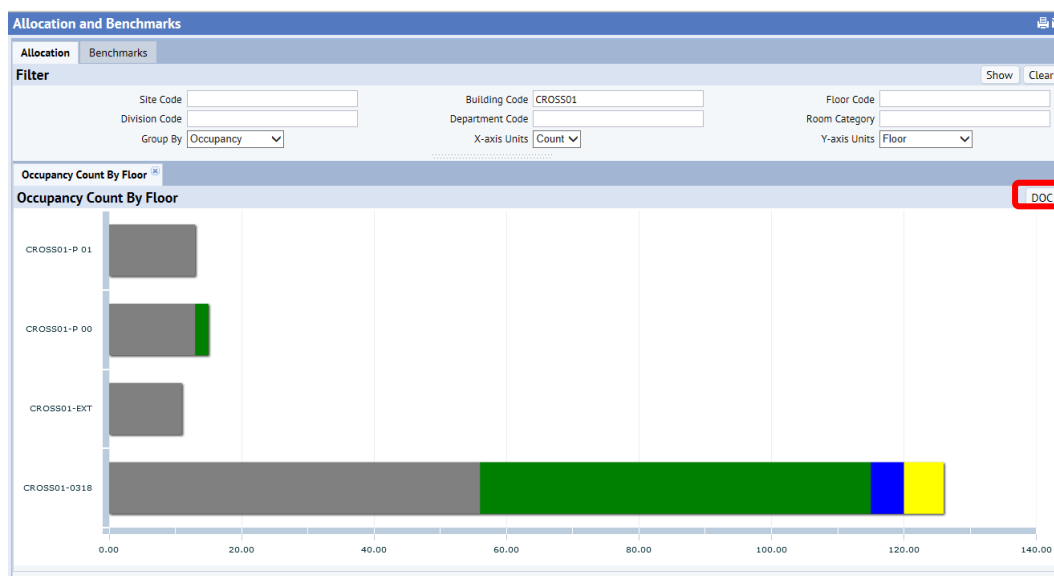 Allocation and Benchmarks
Allocation Benchmarks
Filter Show Clear
Site Code Building Code CROSS01 Floor Code
Division Code Department Code Room Category
Group By Occupancy X-axis Units Count Y-axis Units Floor
Occupancy Count By Floor
Occupancy Count By Floor DOC
CROSS01-P 01
CROSS01-P 00
CROSS01-EXT
CROSS01-0318
0.00 20.00 40.00 60.00 80.00 100.00 120.00 140.00